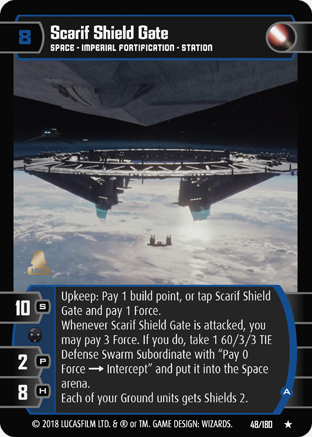 8
Scarif Shield Gate
SPACE • IMPERIAL FORTIFICATION • STATION
10 S
2 P
8 H
Upkeep: Pay 1 build point, or tap Scarif Shield
Gate and pay 1 Force.
Whenever Scarif Shield Gate is attacked, you
may pay 3 Force. If you do, take 1 60/3/3 TIE
Defense Swarm Subordinate with “Pay 0
Force → Intercept” and put it into the Space
arena.
Each of your Ground units gets Shields 2.
A
© 2018 LUCASFILM LTD. & ® or TM. GAME DESIGN: WIZARDS.
48/180 ★